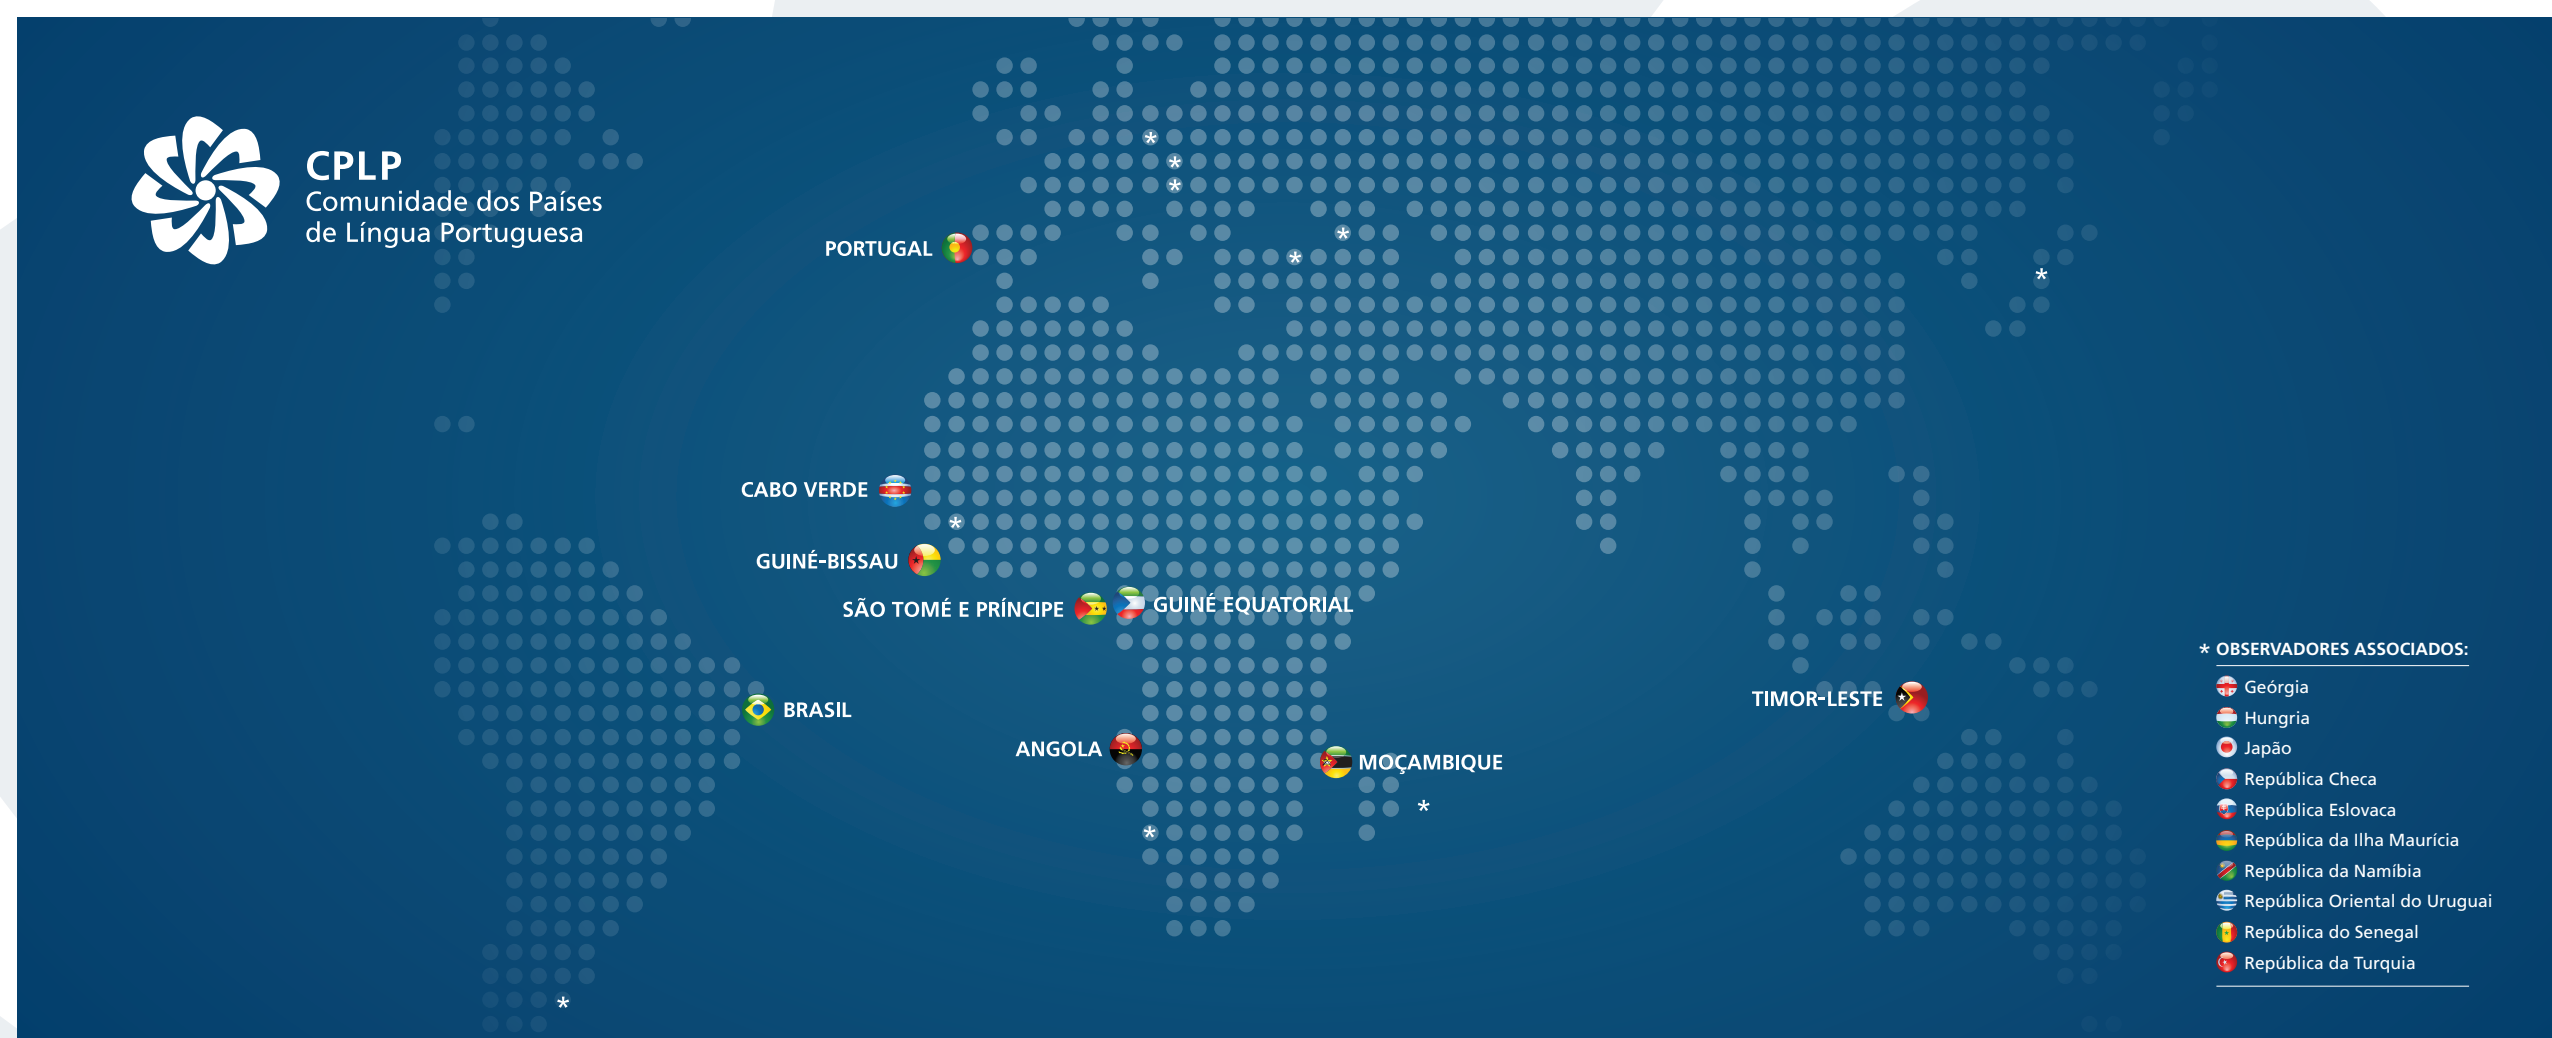 CPLP
Comunidade dos Países
de Língua Portuguesa
PORTUGAL
CABO VERDE
GUINÉ-BISSAU
SÃO TOMÉ E PRÍNCIPE
GUINÉ EQUATORIAL
BRASIL
ANGOLA
MOÇAMBIQUE
TIMOR-LESTE
* OBSERVADORES ASSOCIADOS:
Geórgia
Hungria
Japão
República Checa
República Eslovaca
República da Ilha Maurícia
República da Namíbia
República Oriental do Uruguai
República do Senegal
República da Turquia